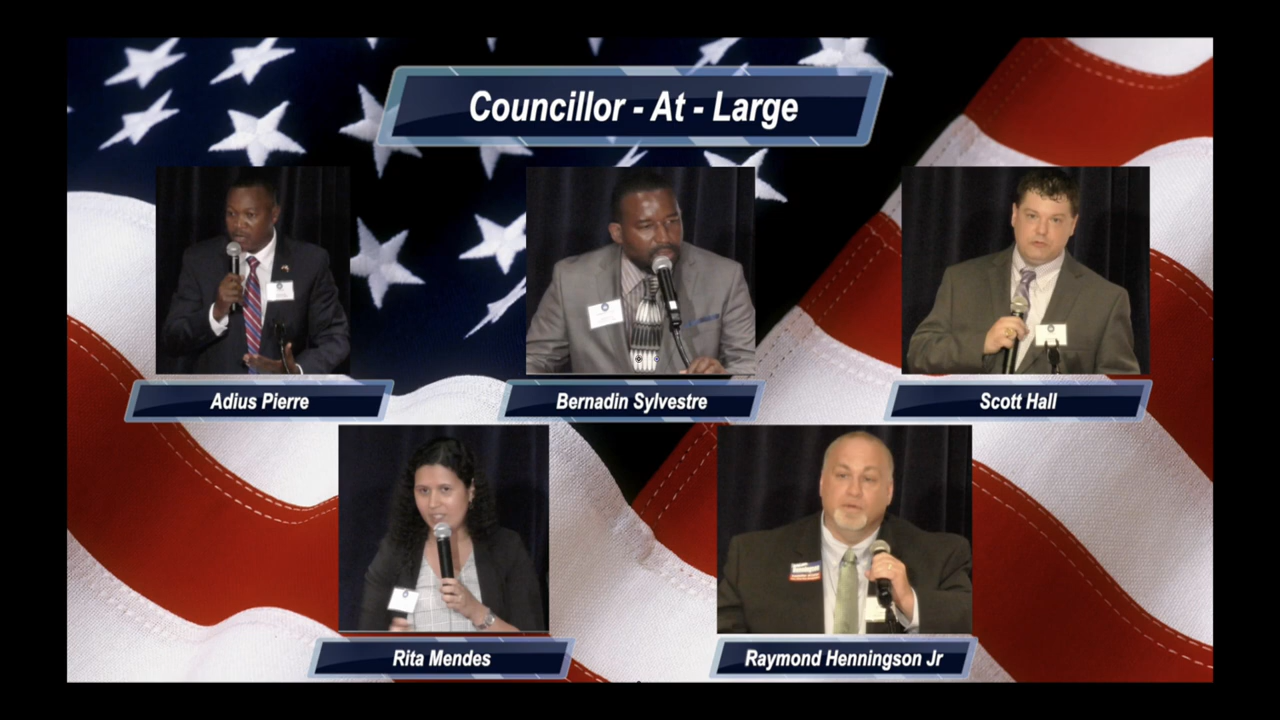 Councillor - At - Large
Adius Pierre
Bernadin Sylvestre
Scott Hall
Rita Mendes
Raymond Henningson Jr